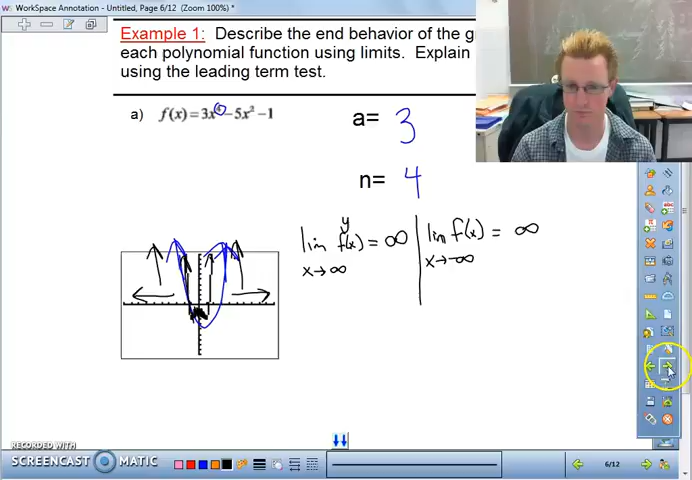 WorkSpace Annotation - Untitled, Page 6/12 (Zoom 100%) *
Example 1: Describe the end behavior of the g
each polynomial function using limits. Explain
using the leading term test.
a) f(x) = 3x⁴ – 5x² – 1
a= 3
n= 4
y
lim f(x) = ∞
x→∞
lim f(x) = ∞
x→-∞
RECORDED WITH
SCREENCAST-O-MATIC
6/12